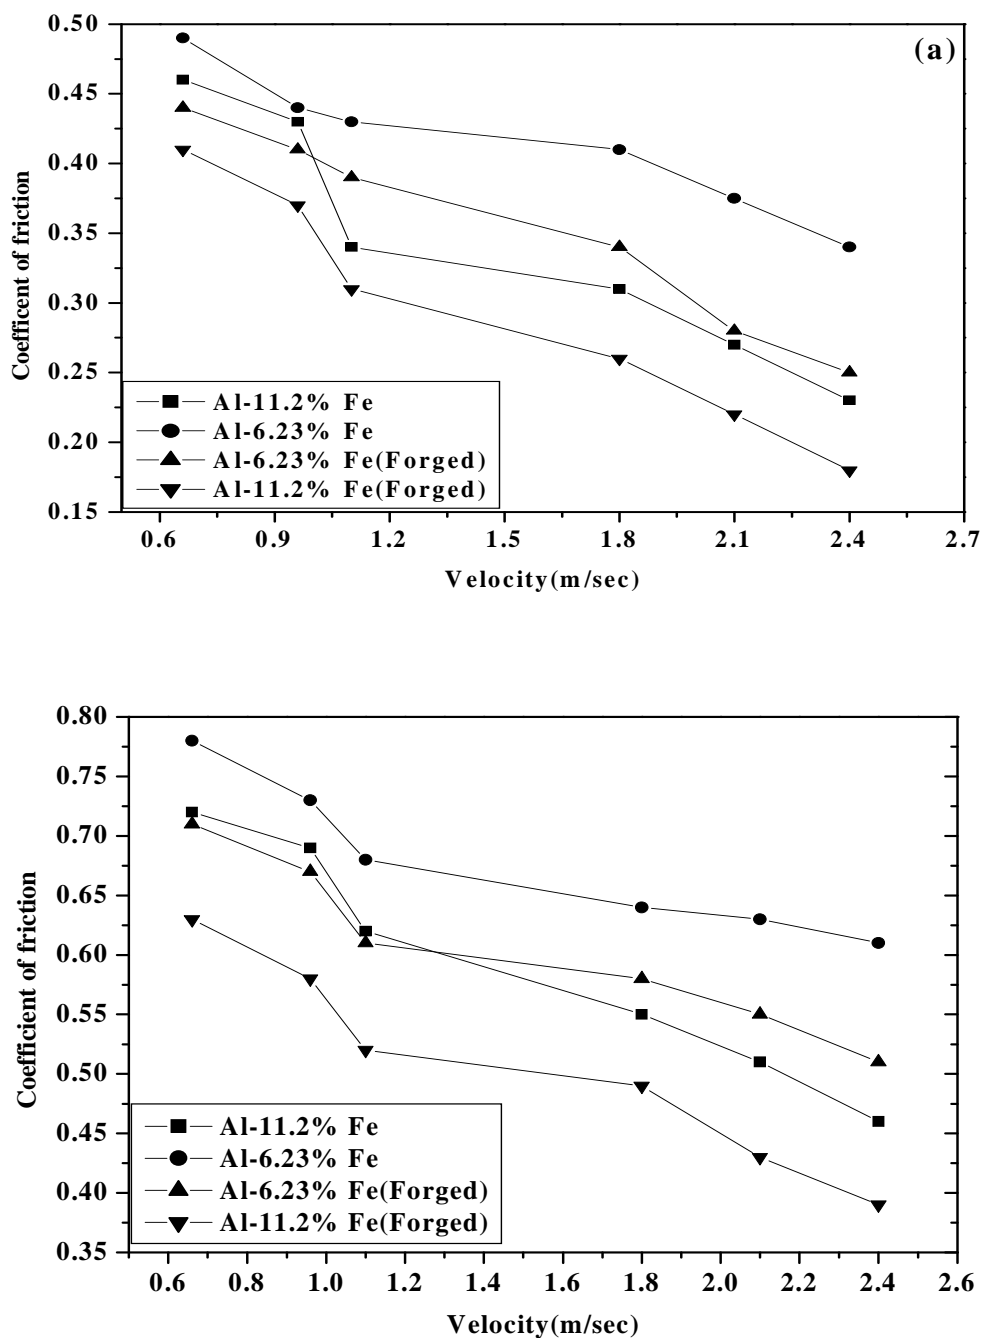 0.50
(a)
0.45
0.40
0.35
0.30
0.25
0.20
0.15
Coefficent of friction
Al-11.2% Fe
Al-6.23% Fe
Al-6.23% Fe(Forged)
Al-11.2% Fe(Forged)
0.6 0.9 1.2 1.5 1.8 2.1 2.4 2.7
Velocity(m/sec)
0.80
0.75
0.70
0.65
0.60
0.55
0.50
0.45
0.40
0.35
Coefficient of friction
Al-11.2% Fe
Al-6.23% Fe
Al-6.23% Fe(Forged)
Al-11.2% Fe(Forged)
0.6 0.8 1.0 1.2 1.4 1.6 1.8 2.0 2.2 2.4 2.6
Velocity(m/sec)